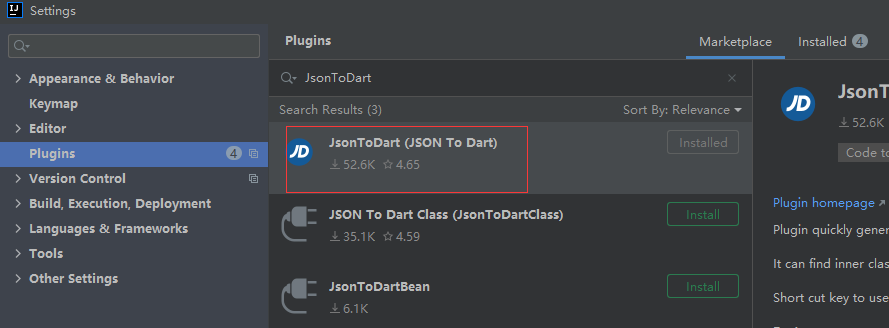 IJ Settings
Plugins
Marketplace
Installed 4
Appearance & Behavior
Keymap
Editor
Plugins 4
Version Control
Build, Execution, Deployment
Languages & Frameworks
Tools
Other Settings
JsonToDart
Search Results (3)
Sort By: Relevance
JD
JsonToDart (JSON To Dart)
52.6K 4.65
Installed
JSON To Dart Class (JsonToDartClass)
35.1K 4.59
Install
JsonToDartBean
6.1K
Install
JD
JsonT
52.6K
Code to
Plugin homepage
Plugin quickly gener
It can find inner clas
Short cut key to use